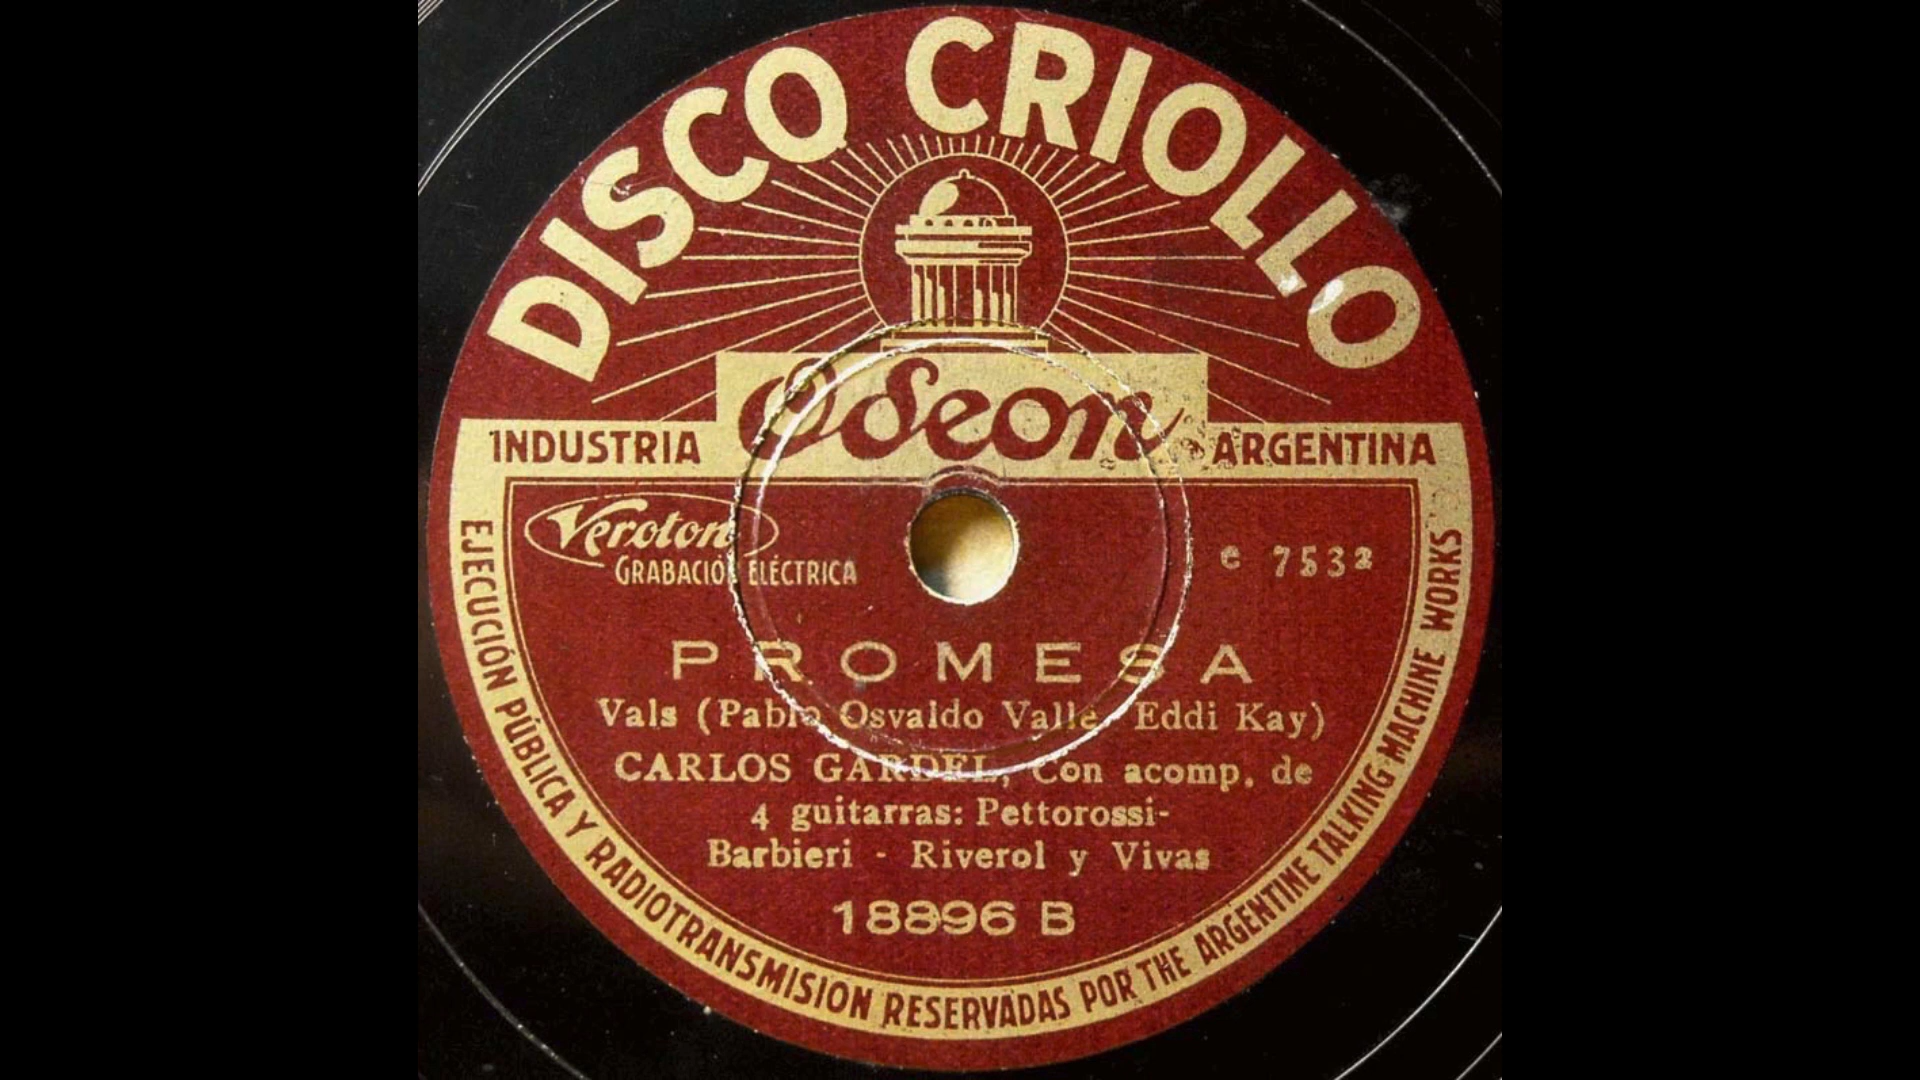 DISCO CRIOLLO
Odeon
INDUSTRIA ARGENTINA
Veroton
GRABACIÓN ELÉCTRICA
e 7532
PROMESA
Vals (Pablo Osvaldo Valle - Eddi Kay)
CARLOS GARDEL, Con acomp. de
4 guitarras: Pettorossi-
Barbieri - Riverol y Vivas
18896 B
EJECUCIÓN PÚBLICA Y RADIOTRANSMISION RESERVADAS POR THE ARGENTINE TALKING MACHINE WORKS